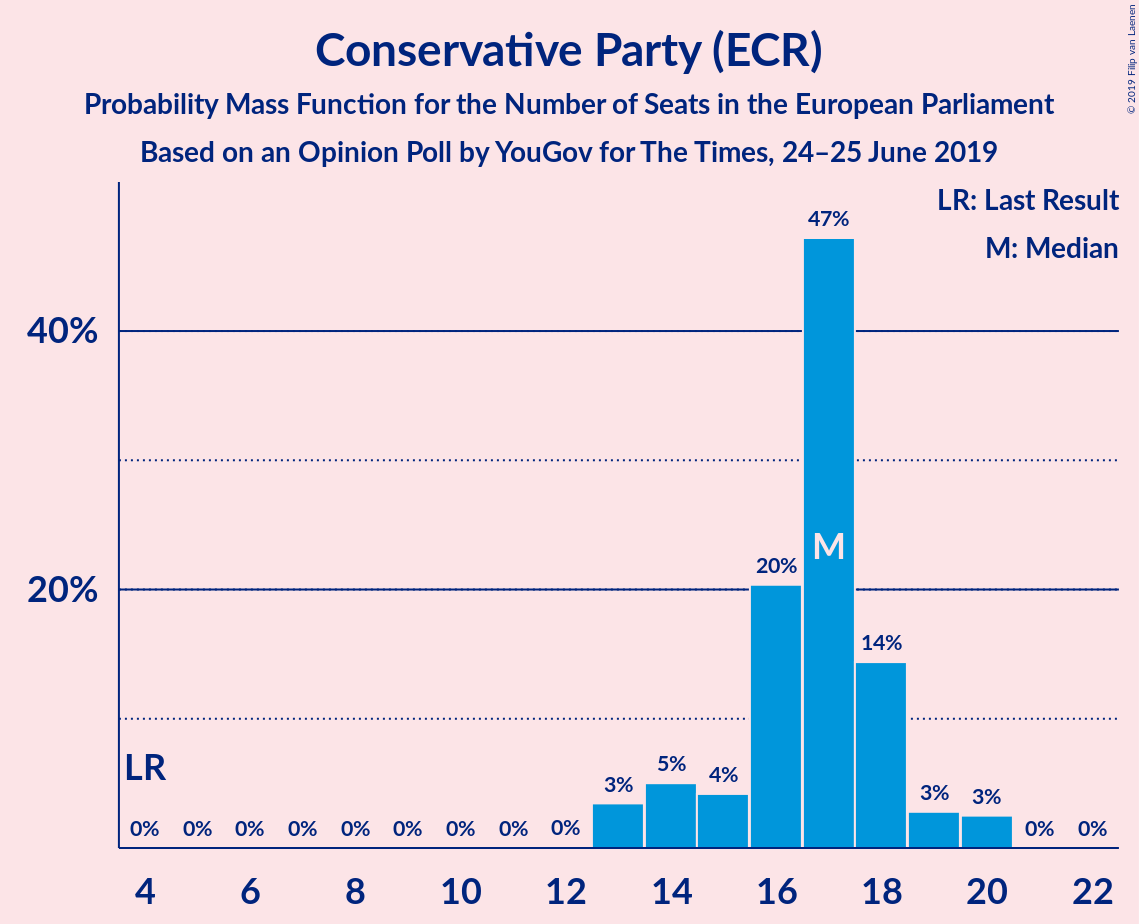 Conservative Party (ECR)
Probability Mass Function for the Number of Seats in the European Parliament
Based on an Opinion Poll by YouGov for The Times, 24–25 June 2019
© 2019 Filip van Laenen
LR: Last Result
M: Median
47%
40%
M
20%
20%
14%
LR
5%
4%
3%
3%
3%
0% 0% 0% 0% 0% 0% 0% 0% 0% 0% 0%
4 6 8 10 12 14 16 18 20 22